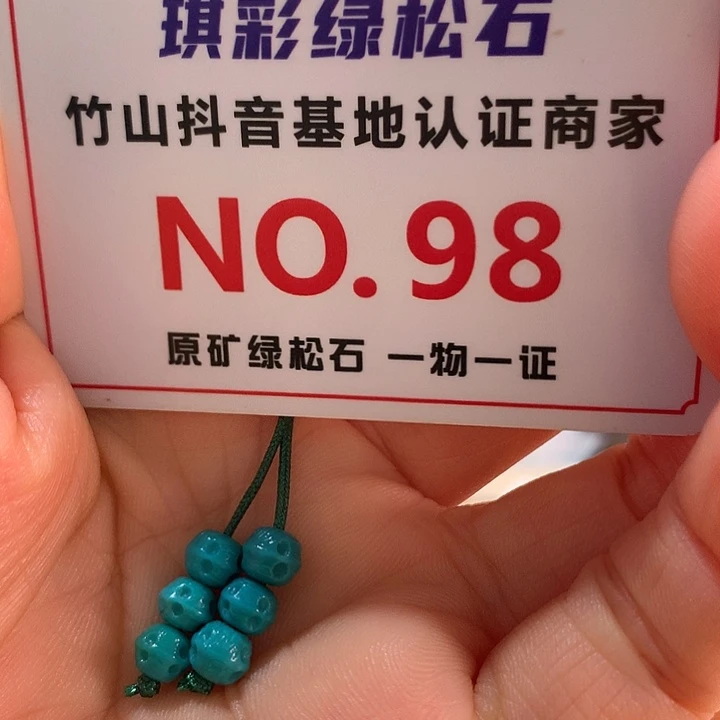 琪彩绿松石
竹山抖音基地认证商家
NO.98
原矿绿松石 一物一证